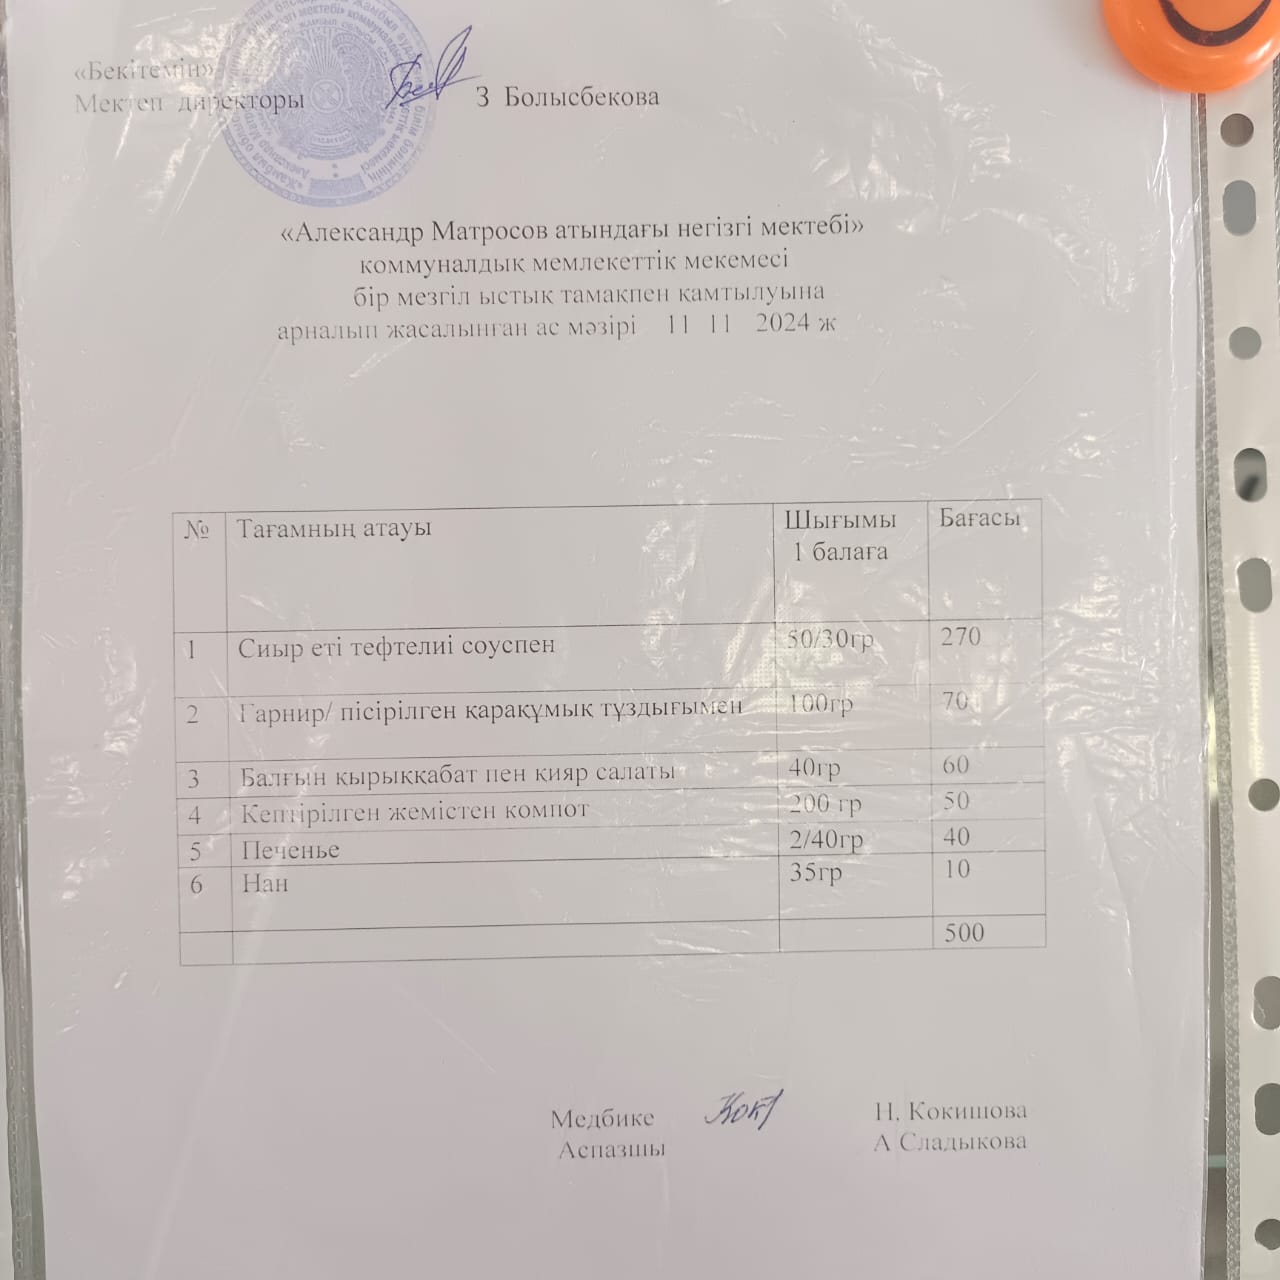 «Бекітемін»
Мектеп директоры З Болысбекова
«Александр Матросов атындағы негізгі мектебі»
коммуналдық мемлекеттік мекемесі
бір мезгіл ыстық тамақпен қамтылуына
арналып жасалынған ас мәзірі 11 11 2024 ж
№ Тағамның атауы Шығымы 1 балаға Бағасы
1 Сиыр еті тефтелиі соуспен 50/30гр 270
2 Гарнир/ пісірілген қарақұмық тұздығымен 100гр 70
3 Балғын қырыққабат пен қияр салаты 40гр 60
4 Кептірілген жемістен компот 200 гр 50
5 Печенье 2/40гр 40
6 Нан 35гр 10
500
Медбике Н. Кокишова
Аспазшы А Сладыкова